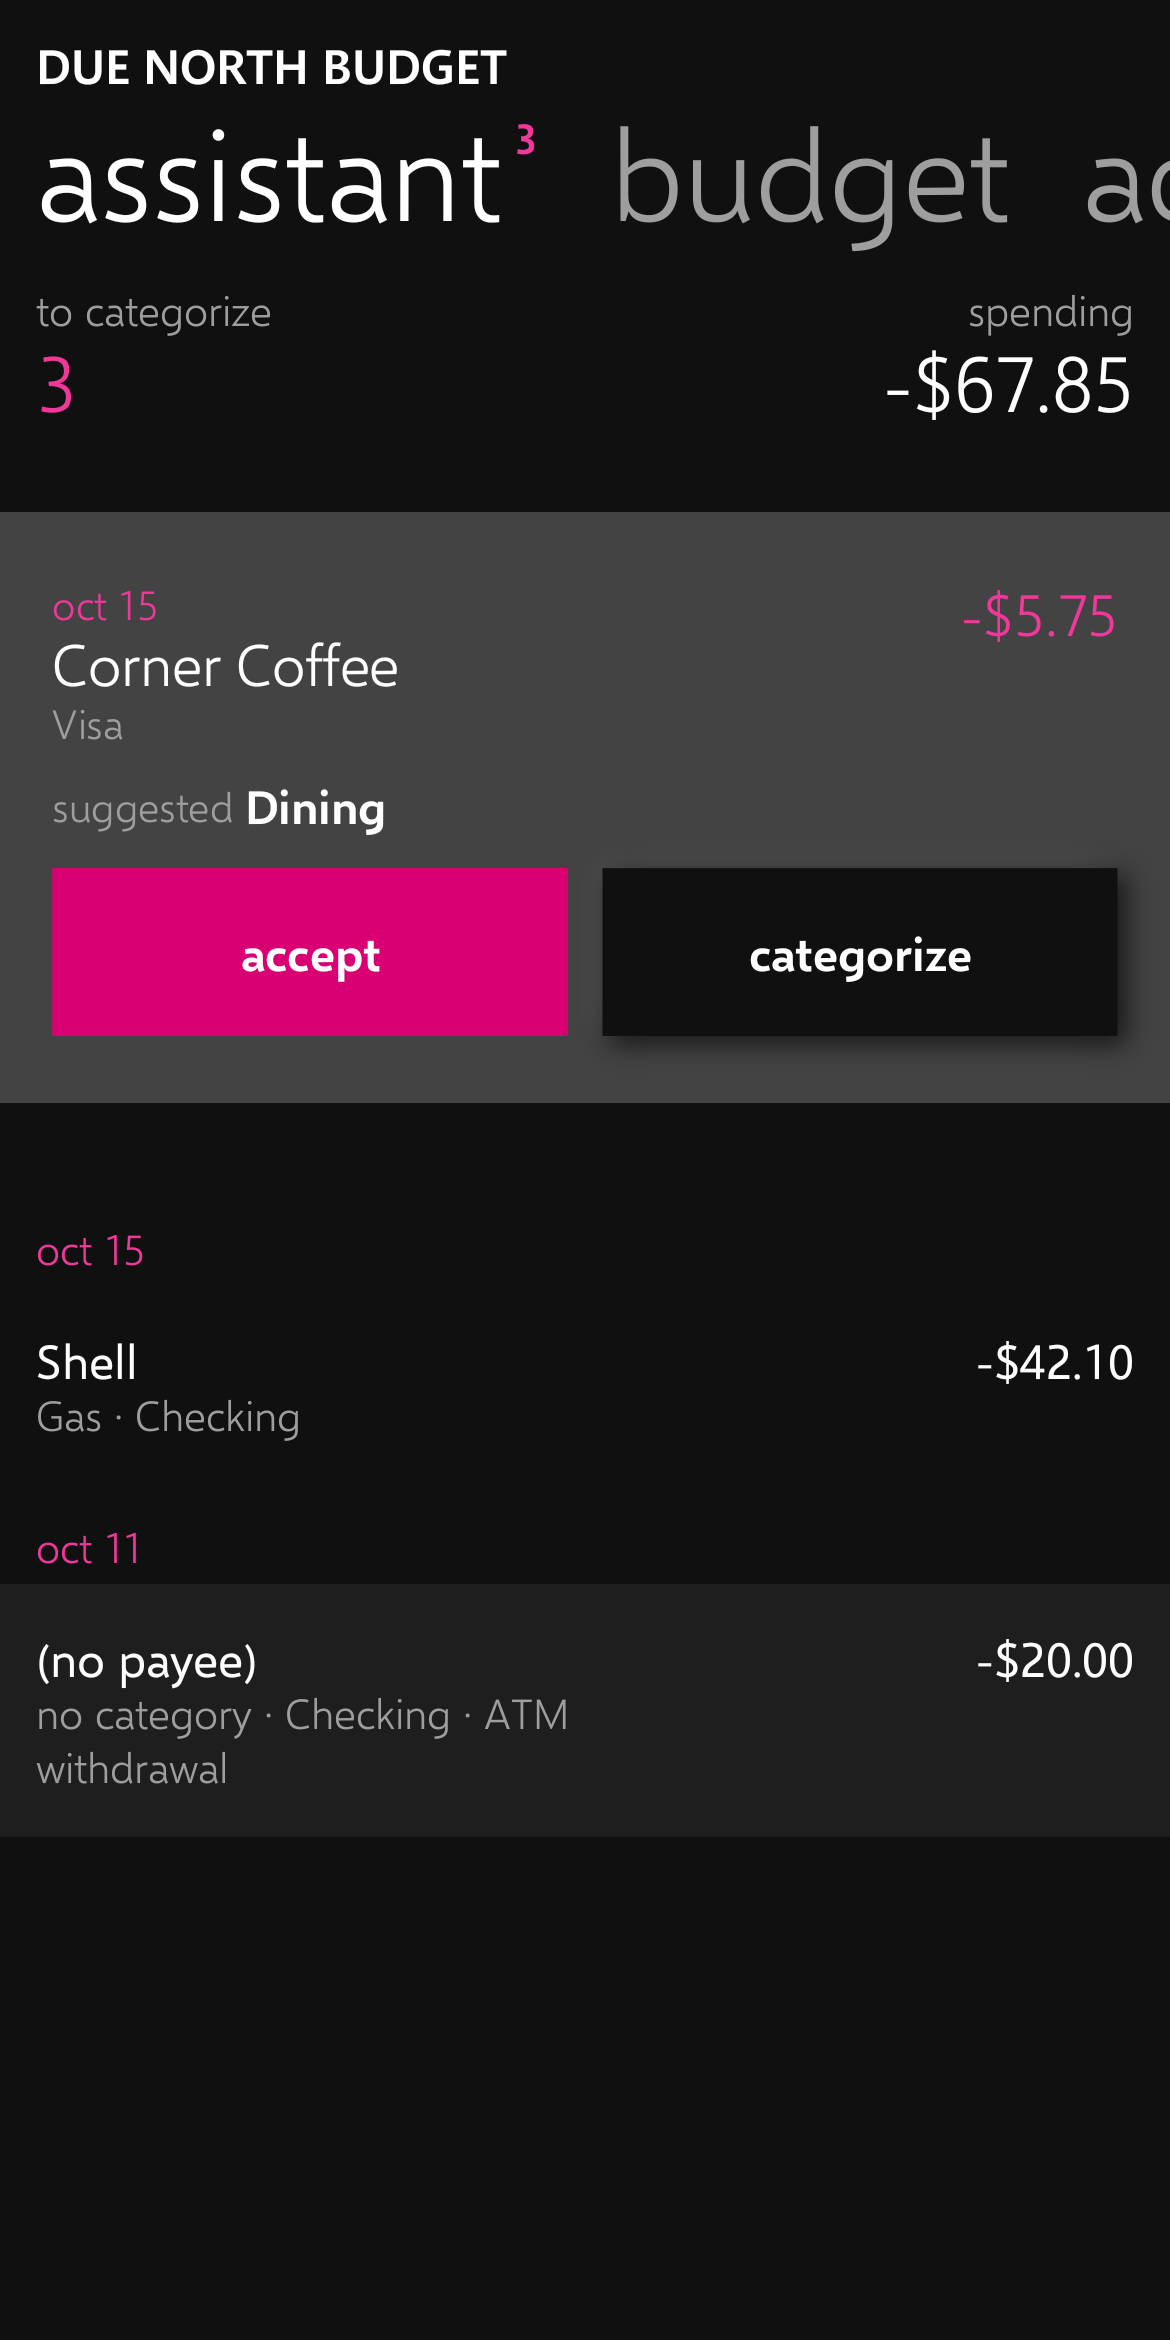 DUE NORTH BUDGET
assistant 3 budget ac
to categorize spending
3 -$67.85
oct 15 -$5.75
Corner Coffee
Visa
suggested Dining
accept categorize
oct 15
Shell -$42.10
Gas · Checking
oct 11
(no payee) -$20.00
no category · Checking · ATM
withdrawal